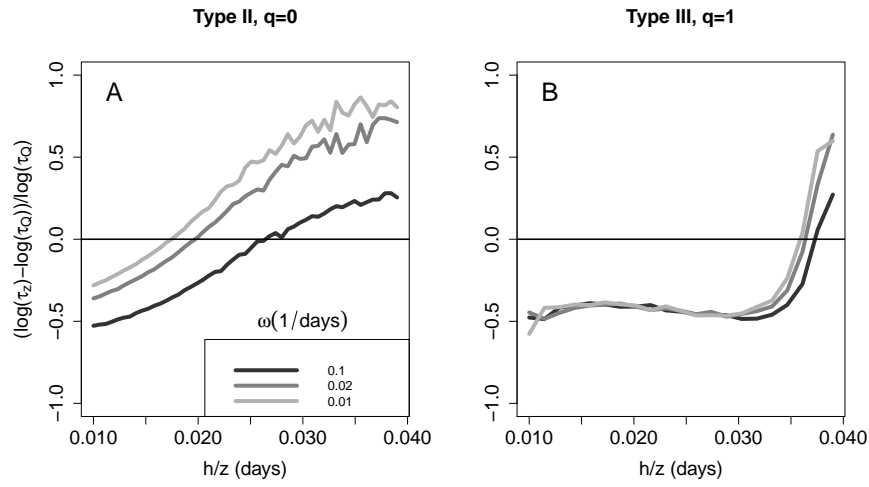 Type II, q=0
Type III, q=1
(log(τz)−log(τQ))/log(τQ)
1.0
0.5
0.0
−0.5
−1.0
A
ω(1/days)
0.1
0.02
0.01
0.010
0.020
0.030
0.040
h/z (days)
1.0
0.5
0.0
−0.5
−1.0
B
0.010
0.020
0.030
0.040
h/z (days)